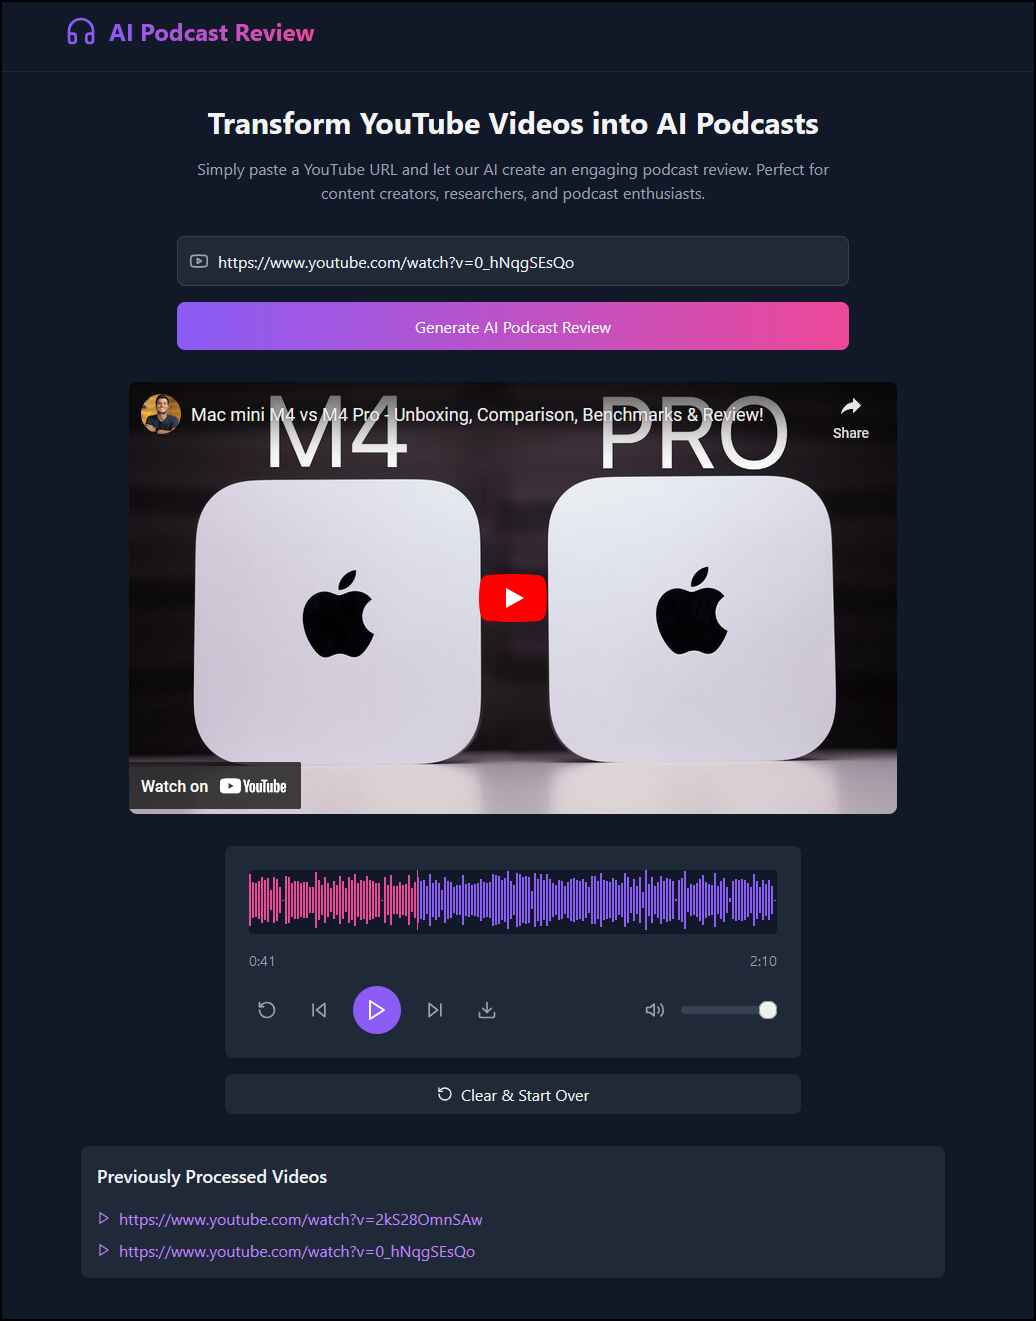 AI Podcast Review
Transform YouTube Videos into AI Podcasts
Simply paste a YouTube URL and let our AI create an engaging podcast review. Perfect for
content creators, researchers, and podcast enthusiasts.
https://www.youtube.com/watch?v=0_hNqgSEsQo
Generate AI Podcast Review
Mac mini M4 vs M4 Pro - Unboxing, Comparison, Benchmarks & Review!
Share
M4 PRO
Watch on YouTube
0:41 2:10
Clear & Start Over
Previously Processed Videos
https://www.youtube.com/watch?v=2kS28OmnSAw
https://www.youtube.com/watch?v=0_hNqgSEsQo